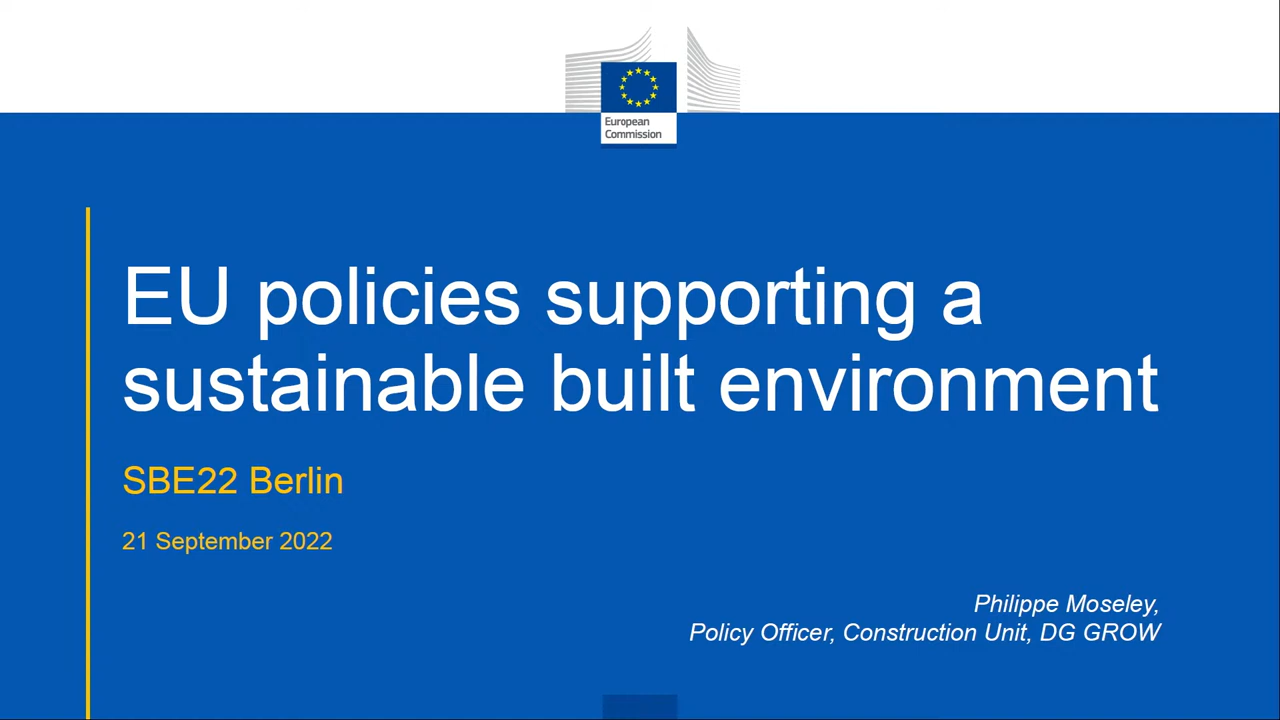 European
Commission
EU policies supporting a
sustainable built environment
SBE22 Berlin
21 September 2022
Philippe Moseley,
Policy Officer, Construction Unit, DG GROW